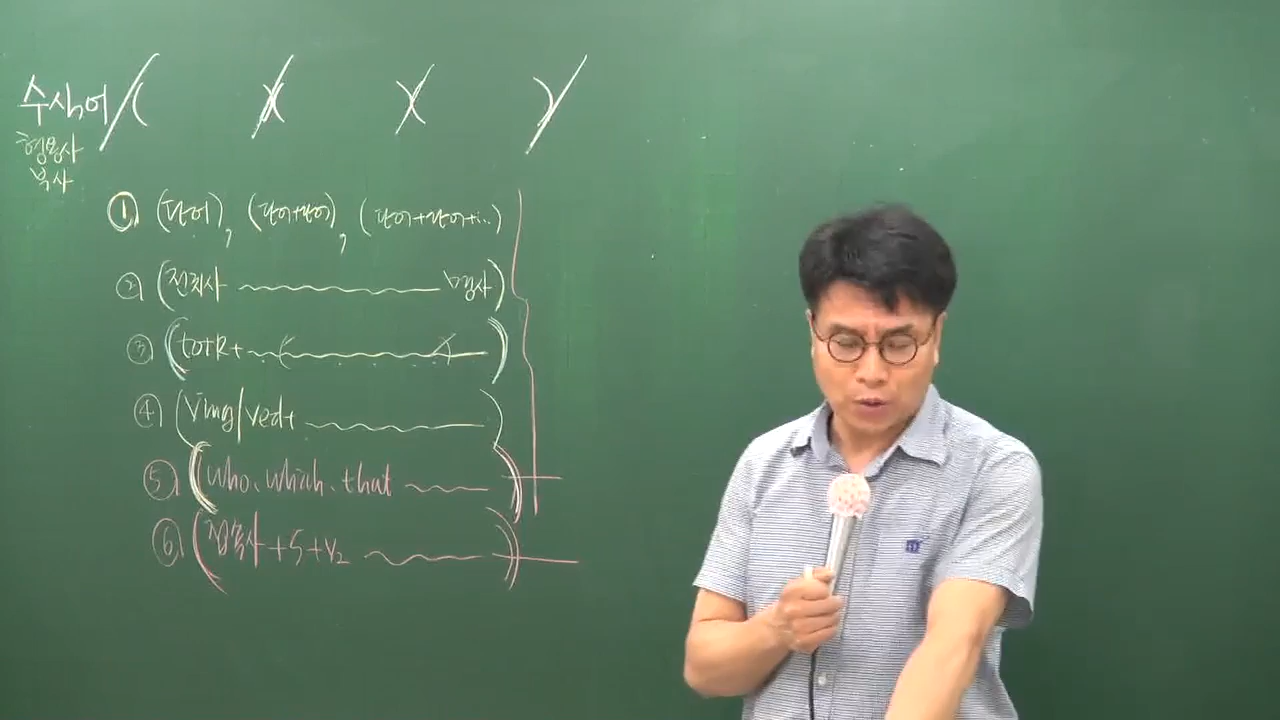 수식어/( X X )/
형용사
부사
① (단어), (단어+단어), (단어+단어+...)
② (전치사 ~~~ 명사)
③ (to+R+ ~~~)
④ (Ving/Ved+ ~~~)
⑤ (who, which, that ~~~)
⑥ (접속사+S+V2 ~~~)